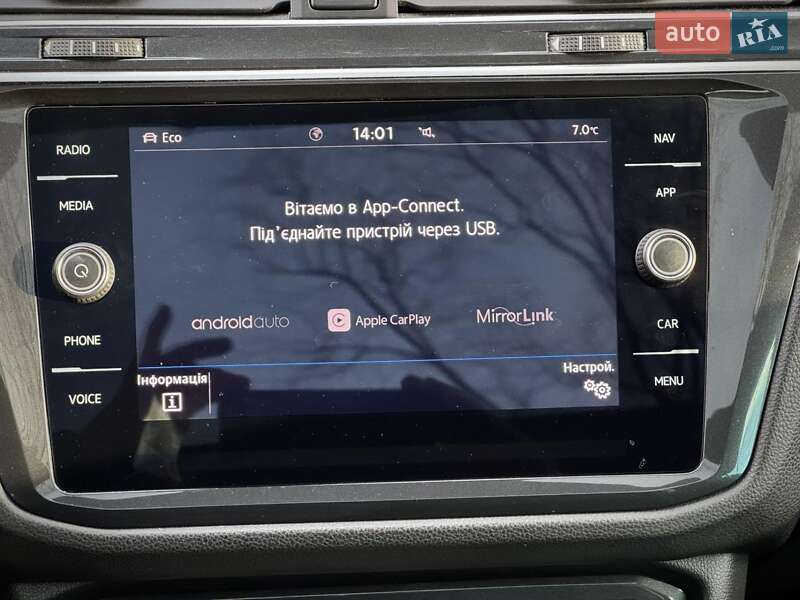 auto RIA .com
RADIO
MEDIA
PHONE
VOICE
Eco 14:01 7.0°C
Вітаємо в App-Connect.
Під’єднайте пристрій через USB.
androidauto Apple CarPlay MirrorLink
Інформація Настрой.
i
NAV
APP
CAR
MENU